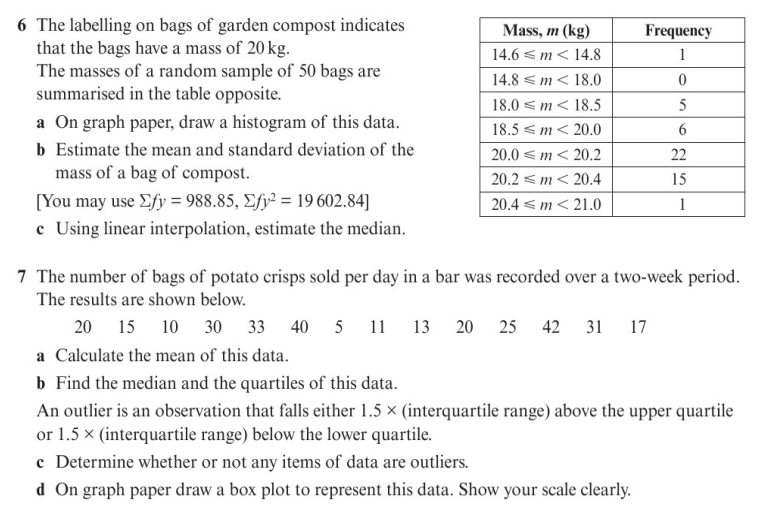 6 The labelling on bags of garden compost indicates
that the bags have a mass of 20 kg.
The masses of a random sample of 50 bags are
summarised in the table opposite.
a On graph paper, draw a histogram of this data.
b Estimate the mean and standard deviation of the
mass of a bag of compost.
[You may use Σfy = 988.85, Σfy² = 19 602.84]
c Using linear interpolation, estimate the median.
Mass, m (kg) Frequency
14.6 ⩽ m < 14.8 1
14.8 ⩽ m < 18.0 0
18.0 ⩽ m < 18.5 5
18.5 ⩽ m < 20.0 6
20.0 ⩽ m < 20.2 22
20.2 ⩽ m < 20.4 15
20.4 ⩽ m < 21.0 1
7 The number of bags of potato crisps sold per day in a bar was recorded over a two-week period.
The results are shown below.
20 15 10 30 33 40 5 11 13 20 25 42 31 17
a Calculate the mean of this data.
b Find the median and the quartiles of this data.
An outlier is an observation that falls either 1.5 × (interquartile range) above the upper quartile
or 1.5 × (interquartile range) below the lower quartile.
c Determine whether or not any items of data are outliers.
d On graph paper draw a box plot to represent this data. Show your scale clearly.